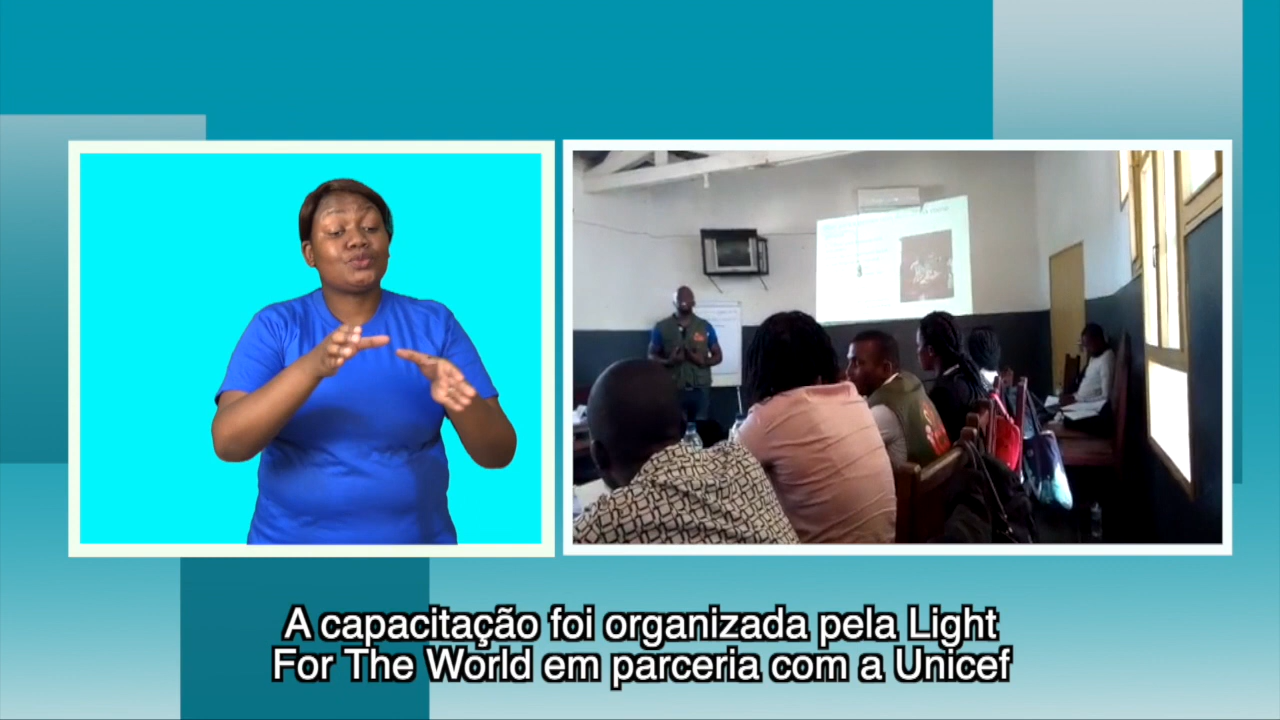 A capacitação foi organizada pela Light
For The World em parceria com a Unicef